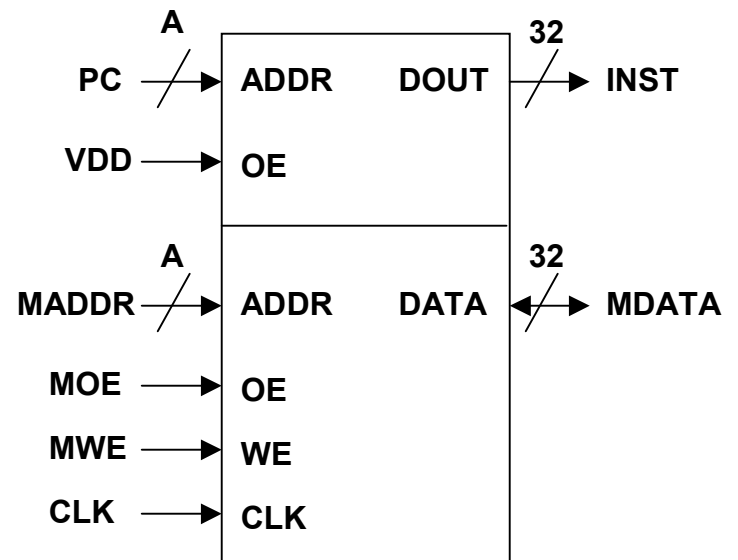 A 32
PC ADDR DOUT INST
VDD OE
A 32
MADDR ADDR DATA MDATA
MOE OE
MWE WE
CLK CLK